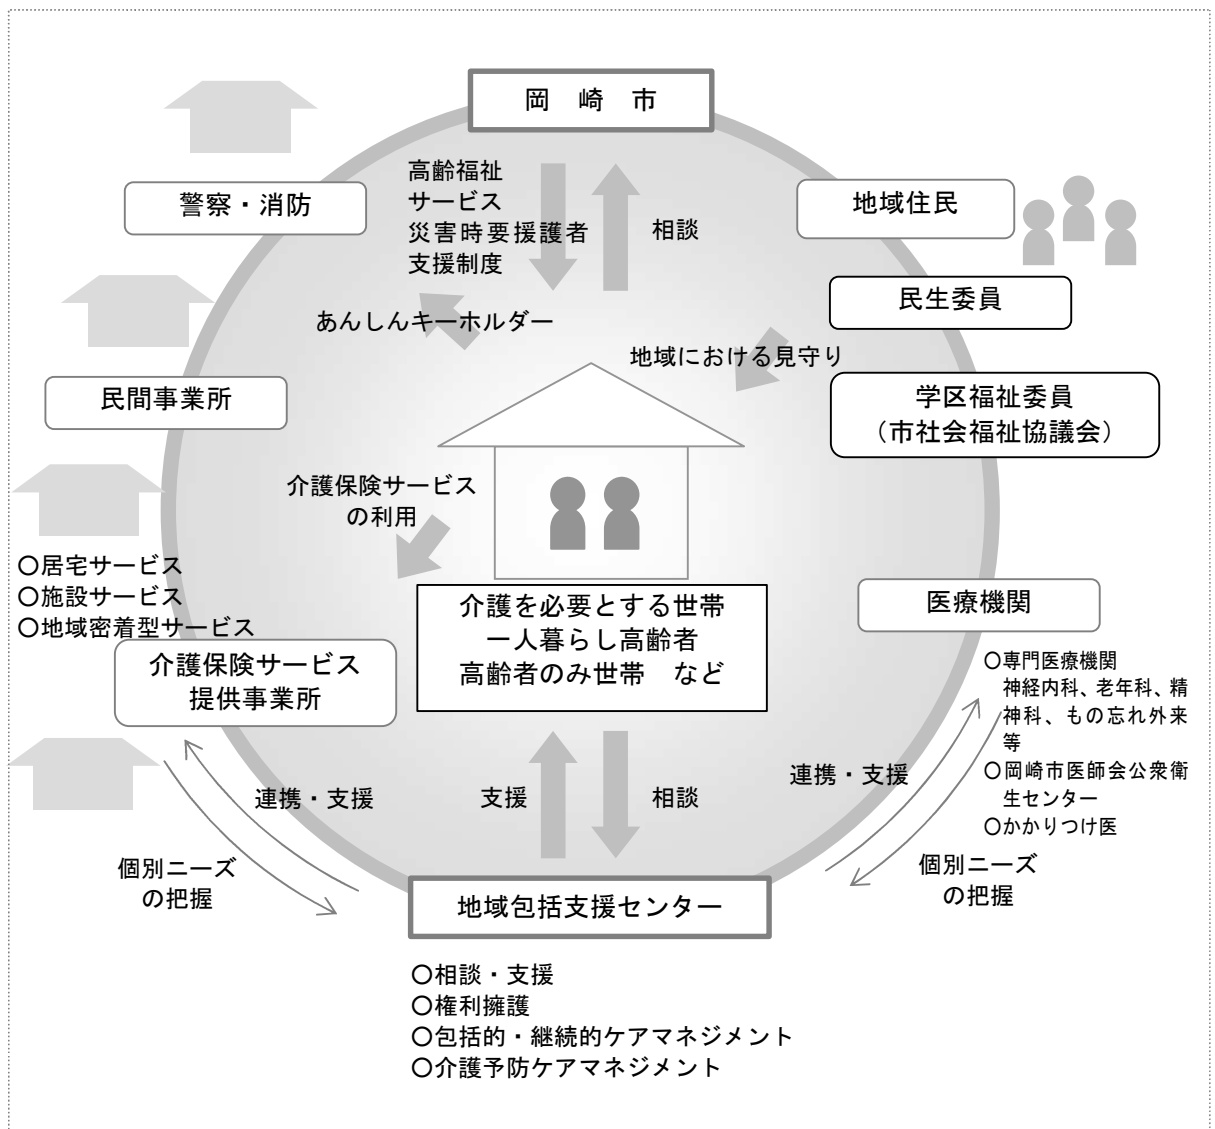 岡　崎　市
高齢福祉
サービス
災害時要援護者
支援制度
相談
警察・消防
地域住民
民生委員
あんしんキーホルダー
地域における見守り
民間事業所
学区福祉委員
（市社会福祉協議会）
介護保険サービス
の利用
〇居宅サービス
〇施設サービス
〇地域密着型サービス
介護保険サービス
提供事業所
介護を必要とする世帯
一人暮らし高齢者
高齢者のみ世帯　など
医療機関
〇専門医療機関
神経内科、老年科、精
神科、もの忘れ外来
等
〇岡崎市医師会公衆衛
生センター
〇かかりつけ医
連携・支援
支援
相談
連携・支援
個別ニーズ
の把握
個別ニーズ
の把握
地域包括支援センター
〇相談・支援
〇権利擁護
〇包括的・継続的ケアマネジメント
〇介護予防ケアマネジメント